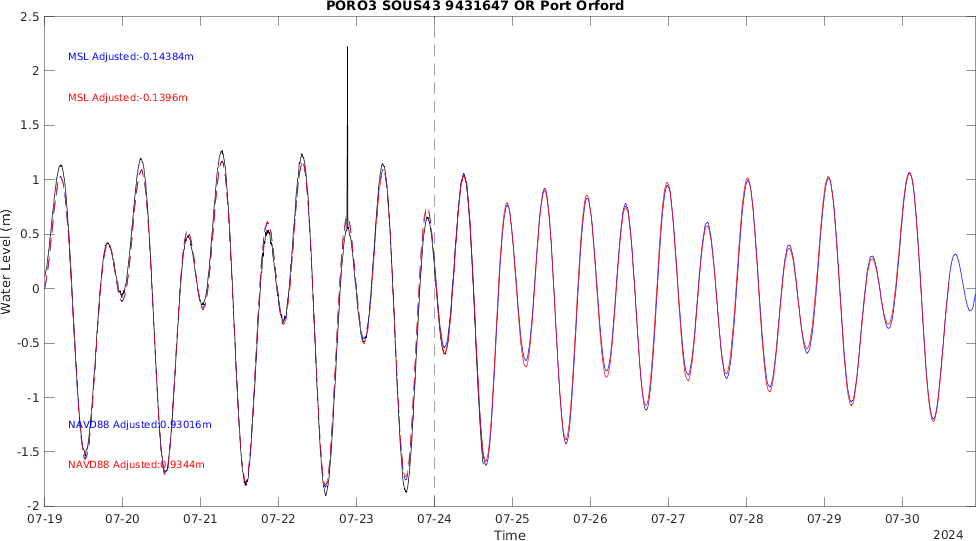 PORO3 SOUS43 9431647 OR Port Orford
2.5
MSL Adjusted:-0.14384m
2
MSL Adjusted:-0.1396m
1.5
1
0.5
Water Level (m)
0
-0.5
-1
NAVD88 Adjusted:0.93016m
-1.5
NAVD88 Adjusted:0.9344m
-2
07-19 07-20 07-21 07-22 07-23 07-24 07-25 07-26 07-27 07-28 07-29 07-30
Time
2024